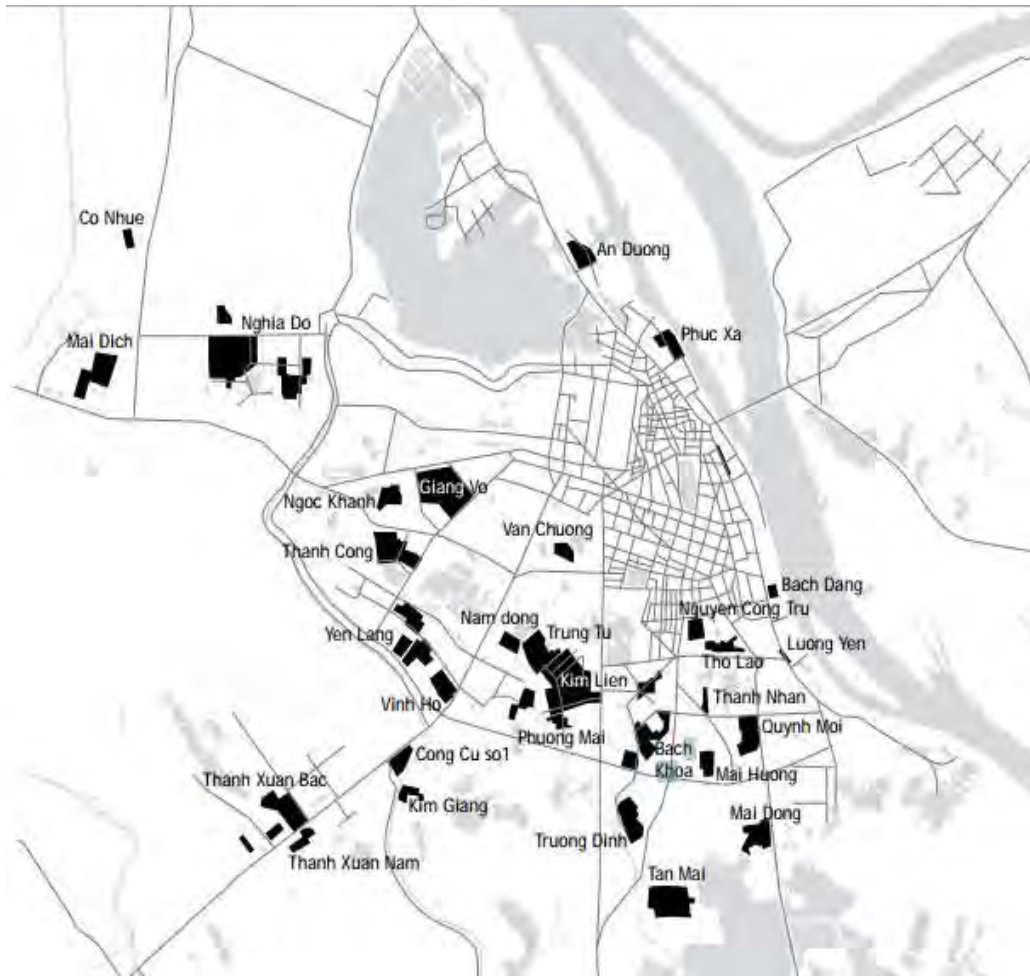 Co Nhue
An Duong
Nghia Do
Phuc Xa
Mai Dich
Giang Vo
Ngoc Khanh
Van Chuong
Thanh Cong
Bach Dang
Nguyen Cong Tru
Nam dong
Trung Tu
Yen Lang
Luong Yen
Tho Lao
Kim Lien
Thanh Nhan
Vinh Ho
Quynh Moi
Phuong Mai
Cong Cu so1
Bach
Khoa
Mai Huong
Thanh Xuan Bac
Kim Giang
Mai Dong
Truong Dinh
Thanh Xuan Nam
Tan Mai